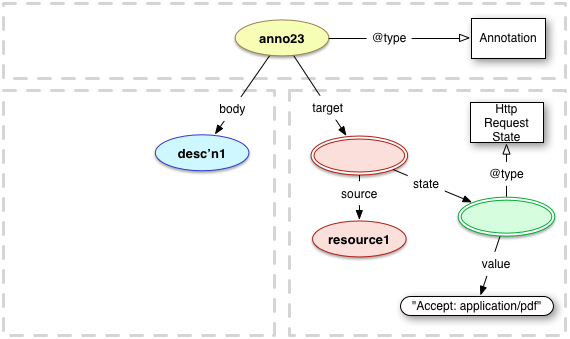 anno23
@type
Annotation
body
target
Http
Request
State
desc'n1
@type
source
state
resource1
value
"Accept: application/pdf"